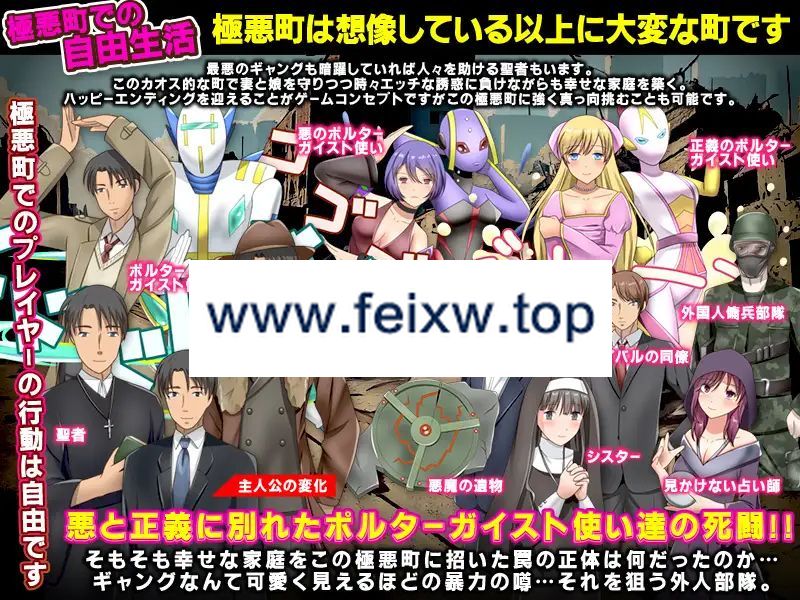 極悪町での
自由生活
極悪町は想像している以上に大変な町です
最悪のギャングも暗躍していれば人々を助ける聖者もいます。
このカオス的な町で妻と娘を守りつつ時々エッチな誘惑に負けながらも幸せな家庭を築く。
ハッピーエンディングを迎えることがゲームコンセプトですがこの極悪町に強く真っ向挑むことも可能です。
極悪町でのプレイヤーの行動は自由です
悪のポルター
ガイスト使い
正義のポルター
ガイスト使い
ポルター
ガイスト
www.feixw.top
外国人傭兵部隊
バルの同僚
聖者
シスター
主人公の変化
悪魔の遺物
見かけない占い師
悪と正義に別れたポルターガイスト使い達の死闘!!
そもそも幸せな家庭をこの極悪町に招いた罠の正体は何だったのか…
ギャングなんて可愛く見えるほどの暴力の噂…それを狙う外人部隊。